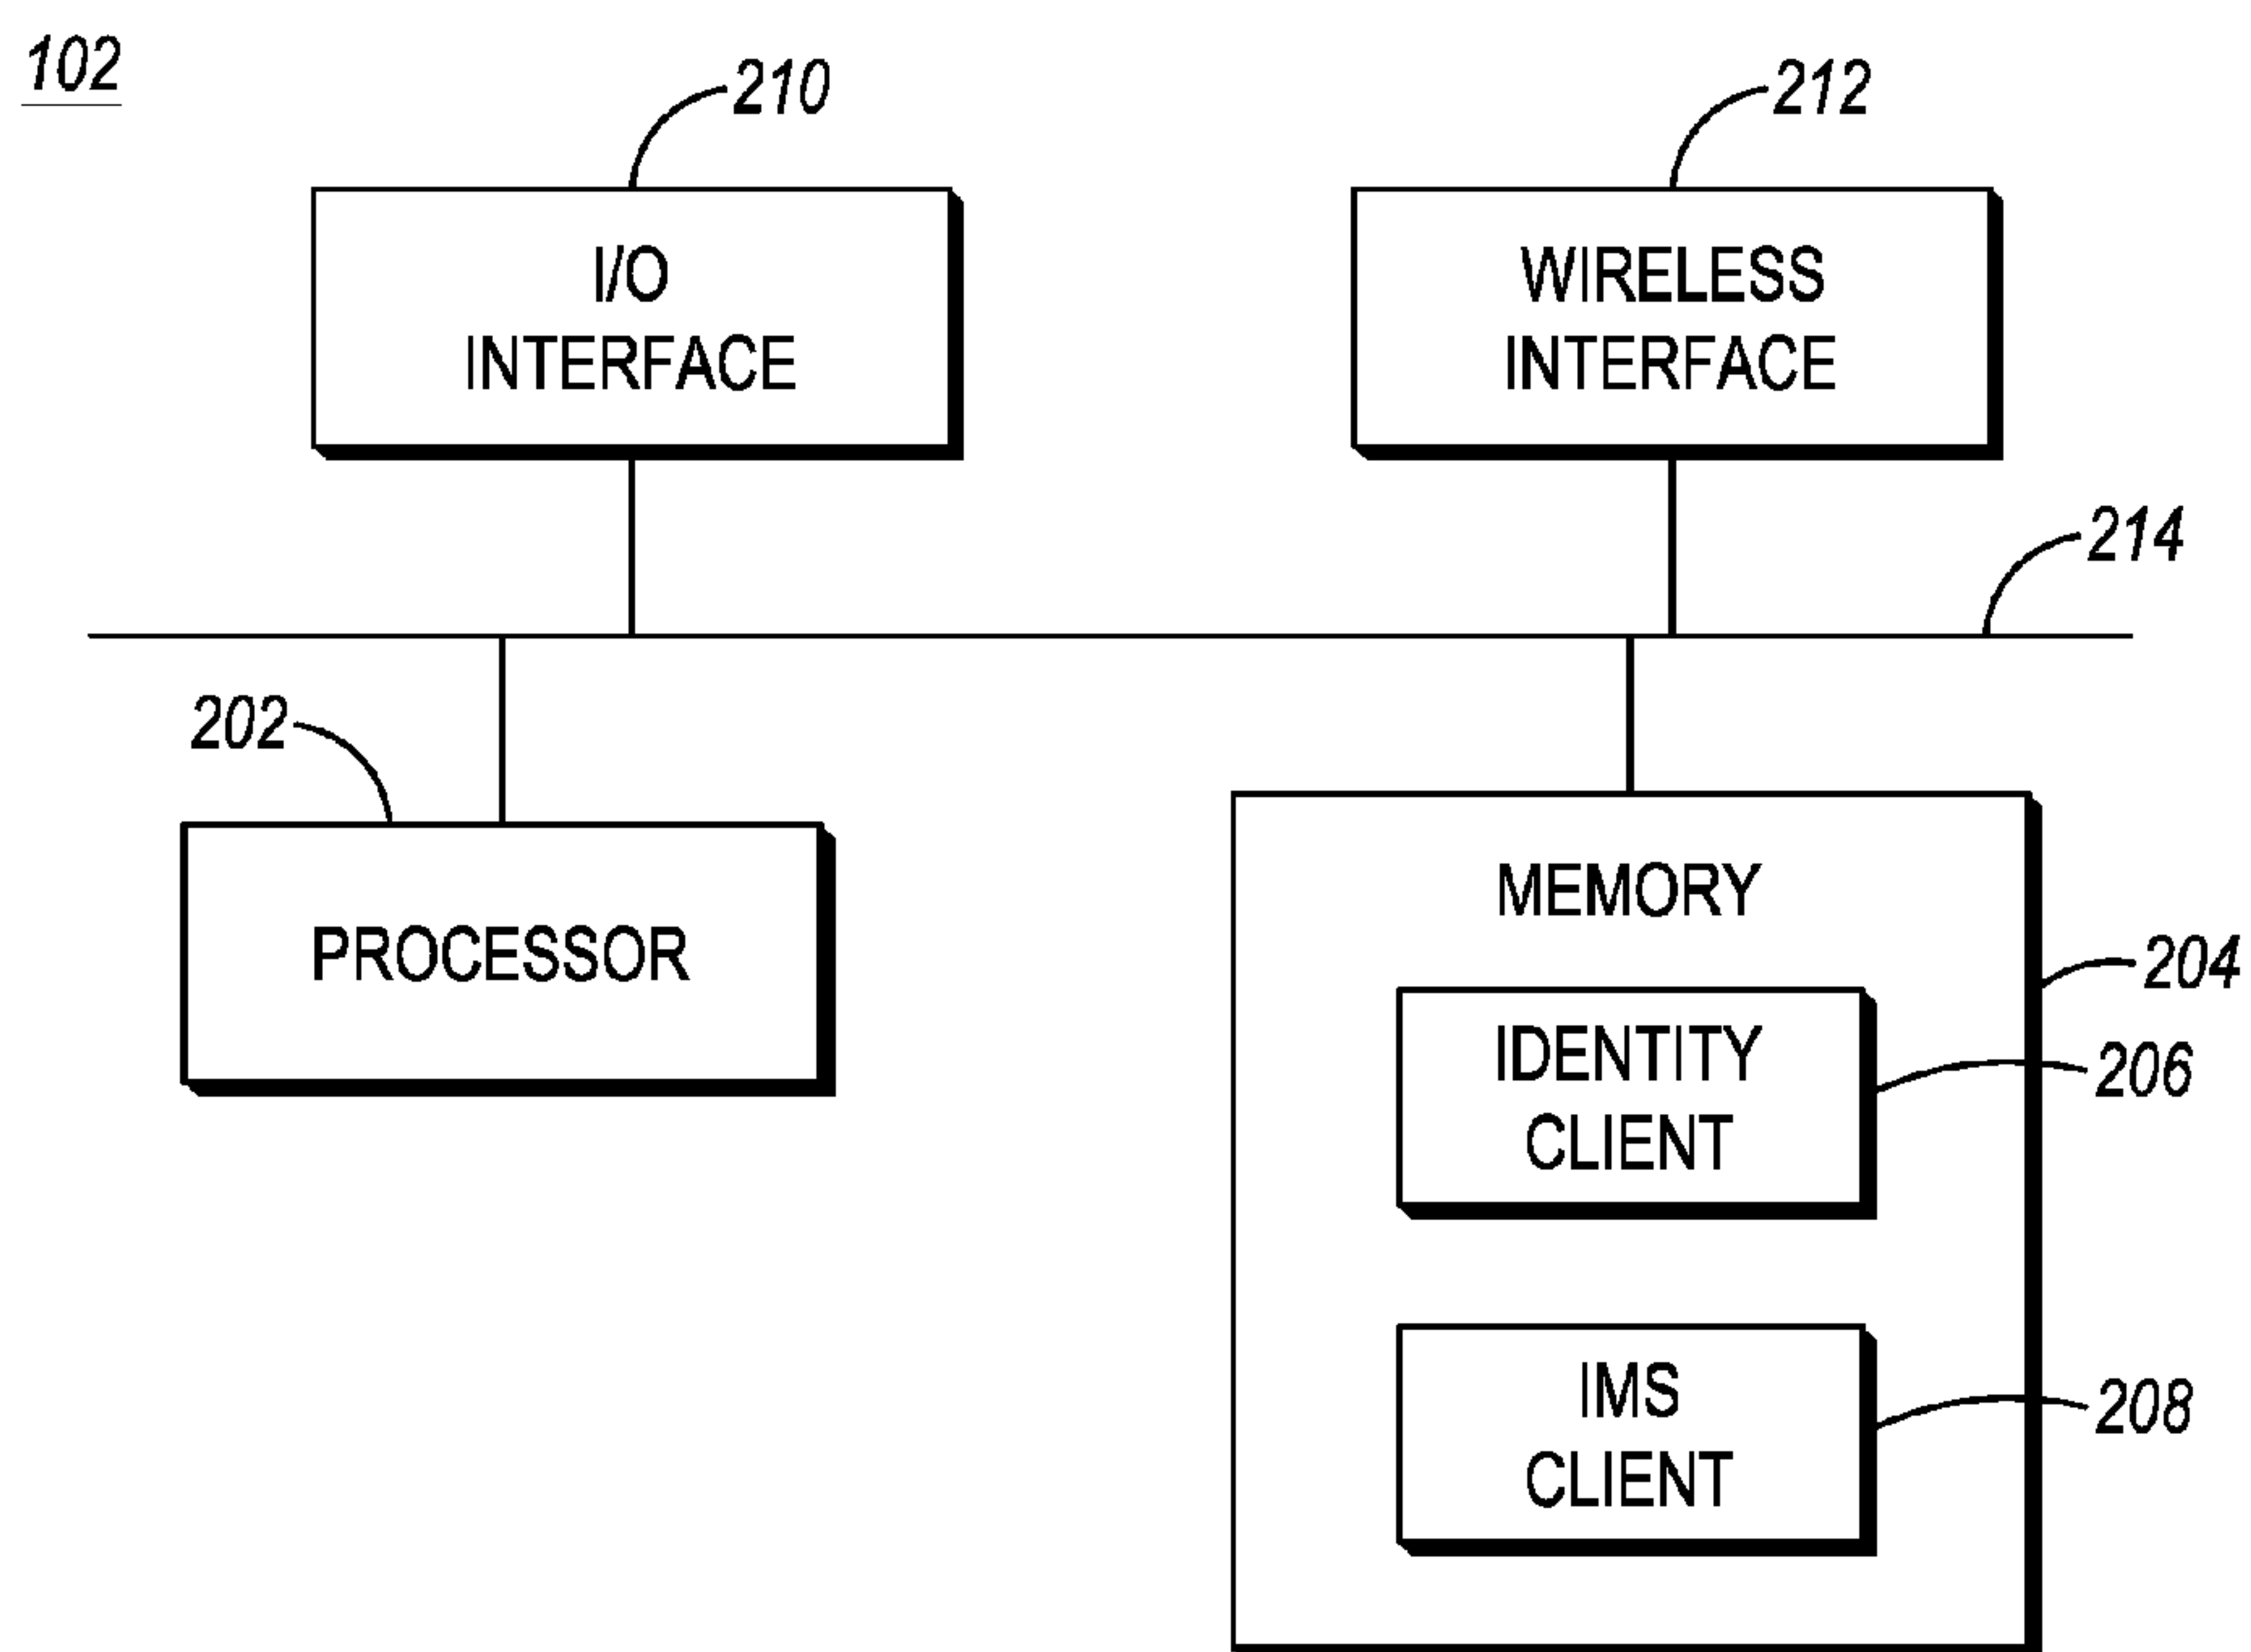 102
210
212
I/O
INTERFACE
WIRELESS
INTERFACE
214
202
PROCESSOR
MEMORY
204
IDENTITY
CLIENT
206
IMS
CLIENT
208